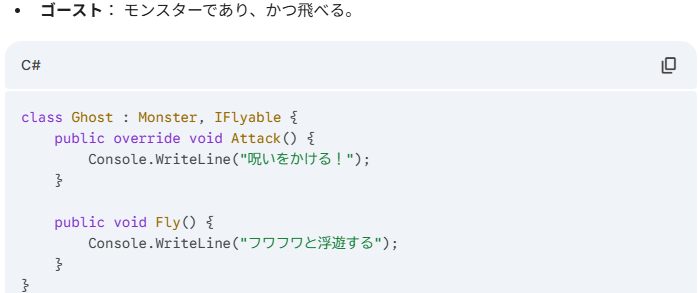 • ゴースト： モンスターであり、かつ飛べる。
C#
class Ghost : Monster, IFlyable {
    public override void Attack() {
        Console.WriteLine("呪いをかける！");
    }

    public void Fly() {
        Console.WriteLine("フワフワと浮遊する");
    }
}